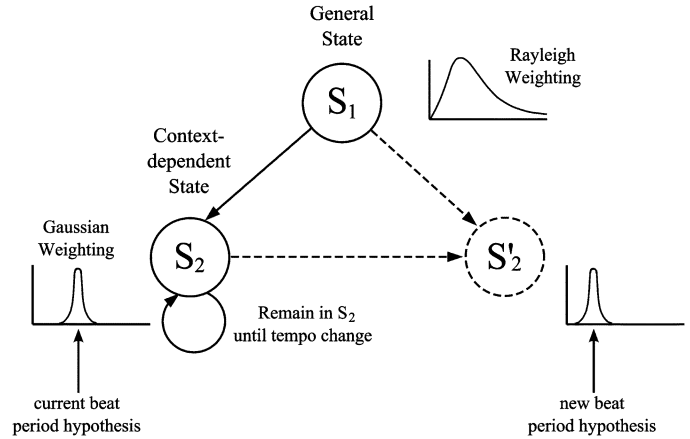 General
State
Rayleigh
Weighting
S₁
Context-
dependent
State
Gaussian
Weighting
S₂
S'₂
Remain in S₂
until tempo change
current beat
period hypothesis
new beat
period hypothesis